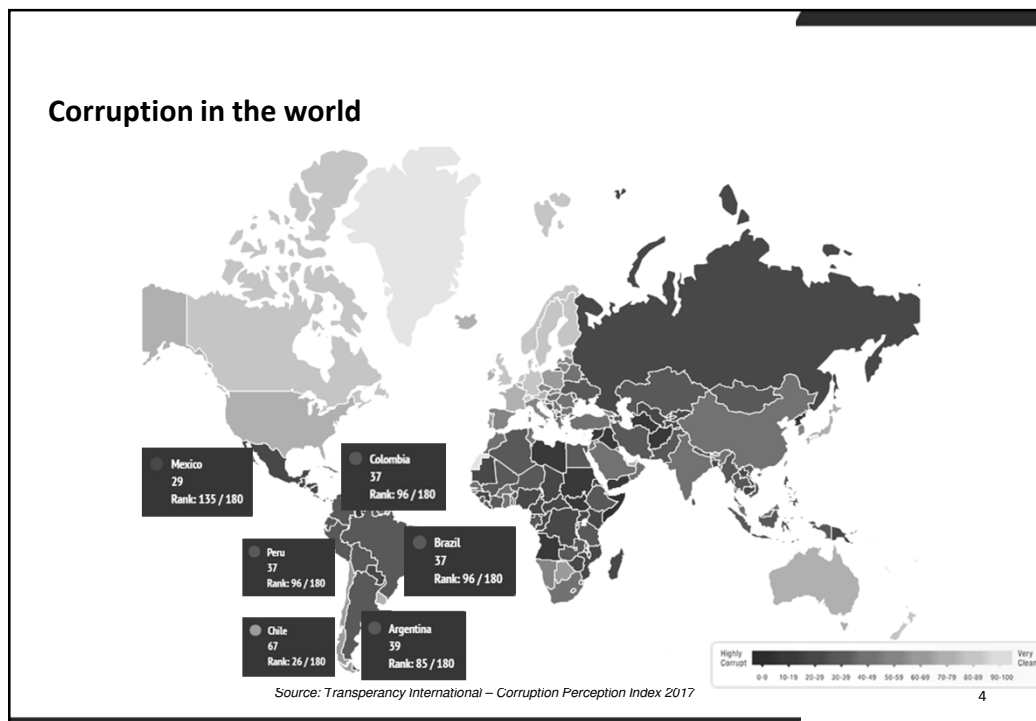 Corruption in the world
Mexico
29
Rank: 135 / 180
Colombia
37
Rank: 96 / 180
Peru
37
Rank: 96 / 180
Brazil
37
Rank: 96 / 180
Chile
67
Rank: 26 / 180
Argentina
39
Rank: 85 / 180
Highly
Corrupt
Very
Clean
0-9 10-19 20-29 30-39 40-49 50-59 60-69 70-79 80-89 90-100
Source: Transperancy International – Corruption Perception Index 2017
4